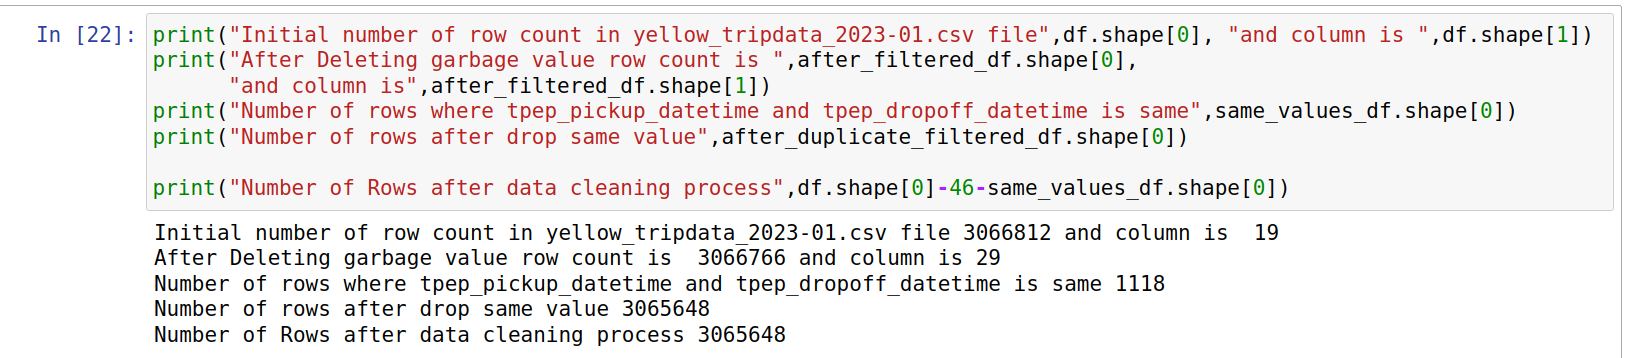 In [22]: print("Initial number of row count in yellow_tripdata_2023-01.csv file",df.shape[0], "and column is ",df.shape[1])
print("After Deleting garbage value row count is ",after_filtered_df.shape[0],
      "and column is",after_filtered_df.shape[1])
print("Number of rows where tpep_pickup_datetime and tpep_dropoff_datetime is same",same_values_df.shape[0])
print("Number of rows after drop same value",after_duplicate_filtered_df.shape[0])

print("Number of Rows after data cleaning process",df.shape[0]-46-same_values_df.shape[0])
Initial number of row count in yellow_tripdata_2023-01.csv file 3066812 and column is  19
After Deleting garbage value row count is  3066766 and column is 29
Number of rows where tpep_pickup_datetime and tpep_dropoff_datetime is same 1118
Number of rows after drop same value 3065648
Number of Rows after data cleaning process 3065648